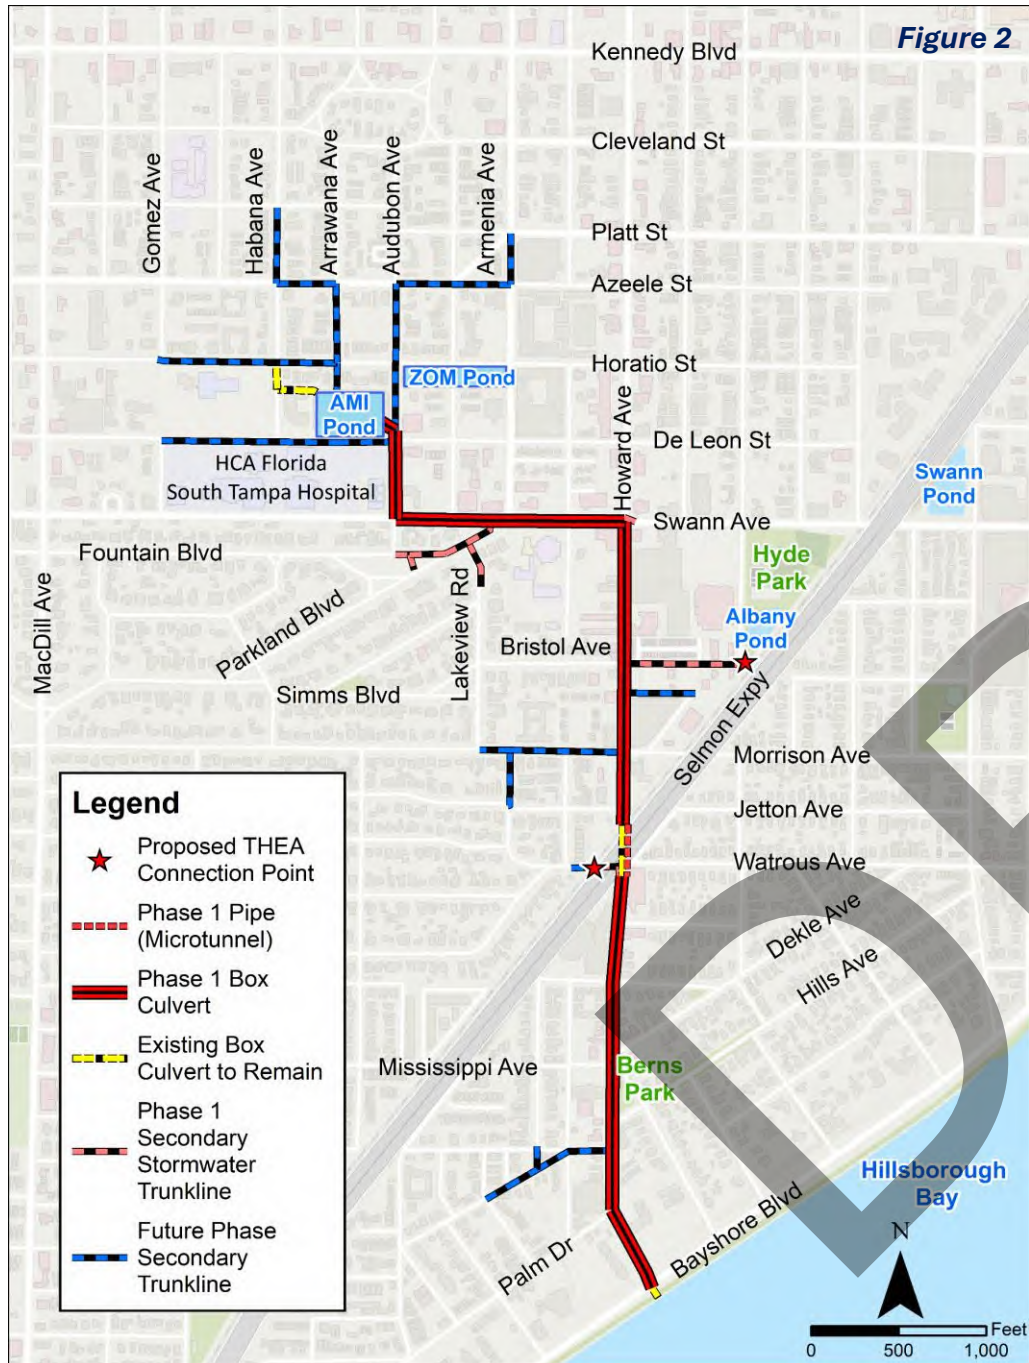 Figure 2
Kennedy Blvd
Cleveland St
Gomez Ave
Habana Ave
Arrawana Ave
Audubon Ave
Armenia Ave
Platt St
Azeele St
Horatio St
ZOM Pond
AMI
Pond
Howard Ave
De Leon St
HCA Florida
South Tampa Hospital
Swann
Pond
Swann Ave
Fountain Blvd
Hyde
Park
MacDill Ave
Parkland Blvd
Lakeview Rd
Albany
Pond
Bristol Ave
Simms Blvd
Selmon Expy
Morrison Ave
Jetton Ave
Watrous Ave
Dekle Ave
Hills Ave
Mississippi Ave
Berns
Park
Hillsborough
Bay
Palm Dr
Bayshore Blvd
Legend
Proposed THEA
Connection Point
Phase 1 Pipe
(Microtunnel)
Phase 1 Box
Culvert
Existing Box
Culvert to Remain
Phase 1
Secondary
Stormwater
Trunkline
Future Phase
Secondary
Trunkline
N
Feet
0 500 1,000